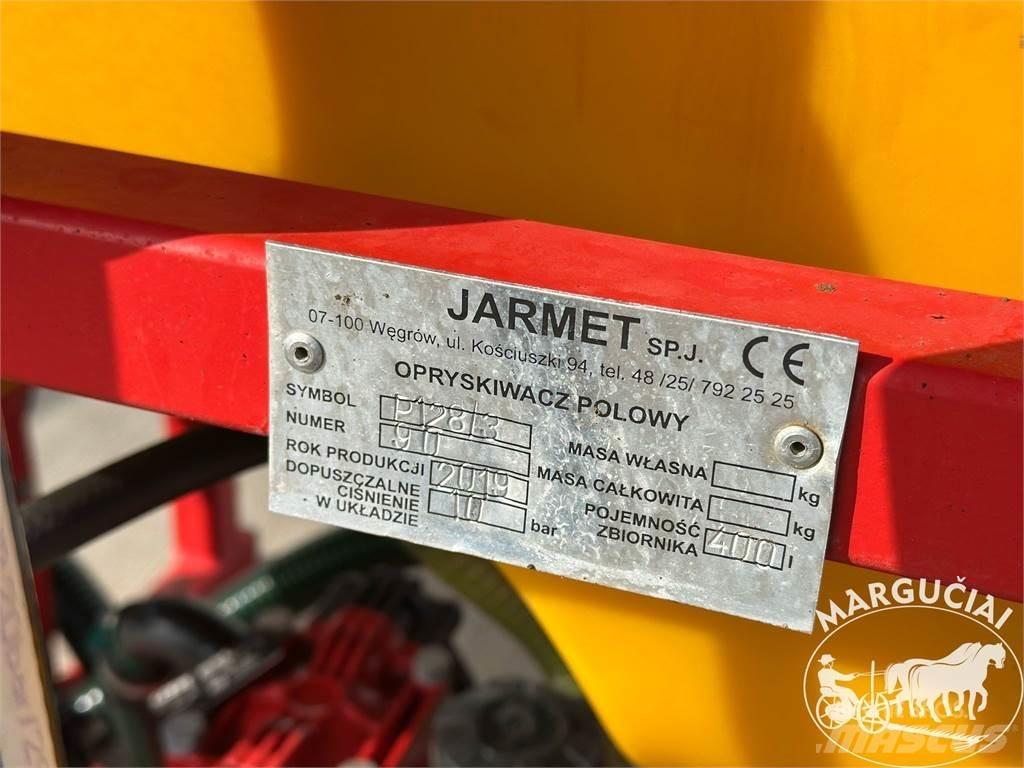 JARMET SP.J.
07-100 Węgrów, ul. Kościuszki 94, tel. 48 /25/ 792 25 25
CE
OPRYSKIWACZ POLOWY
SYMBOL P128/3
NUMER 90
ROK PRODUKCJI 2019
DOPUSZCZALNE
CIŚNIENIE
W UKŁADZIE 10 bar
MASA WŁASNA kg
MASA CAŁKOWITA kg
POJEMNOŚĆ
ZBIORNIKA 400 l
MARGUČIAI
MASCUS